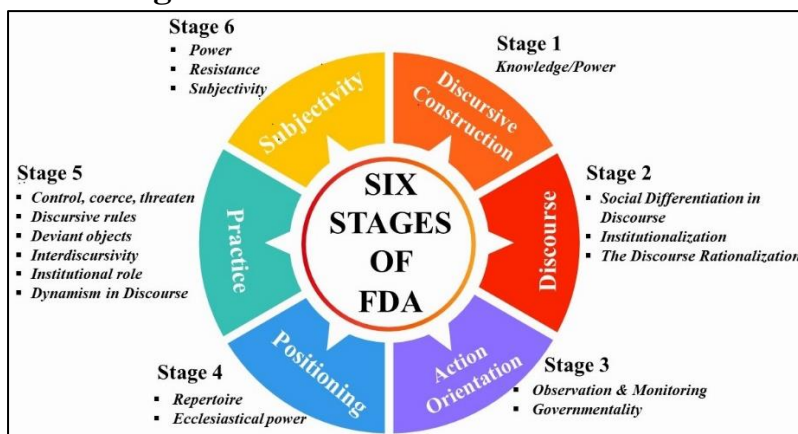 Stage 1
Knowledge/Power
Stage 2
▪ Social Differentiation in
Discourse
▪ Institutionalization
▪ The Discourse Rationalization
Stage 3
▪ Observation & Monitoring
▪ Governmentality
Stage 4
▪ Repertoire
▪ Ecclesiastical power
Stage 5
▪ Control, coerce, threaten
▪ Discursive rules
▪ Deviant objects
▪ Interdiscursivity
▪ Institutional role
▪ Dynamism in Discourse
Stage 6
▪ Power
▪ Resistance
▪ Subjectivity
Discursive
Construction
Discourse
Action
Orientation
Positioning
Practice
Subjectivity
SIX
STAGES
OF
FDA